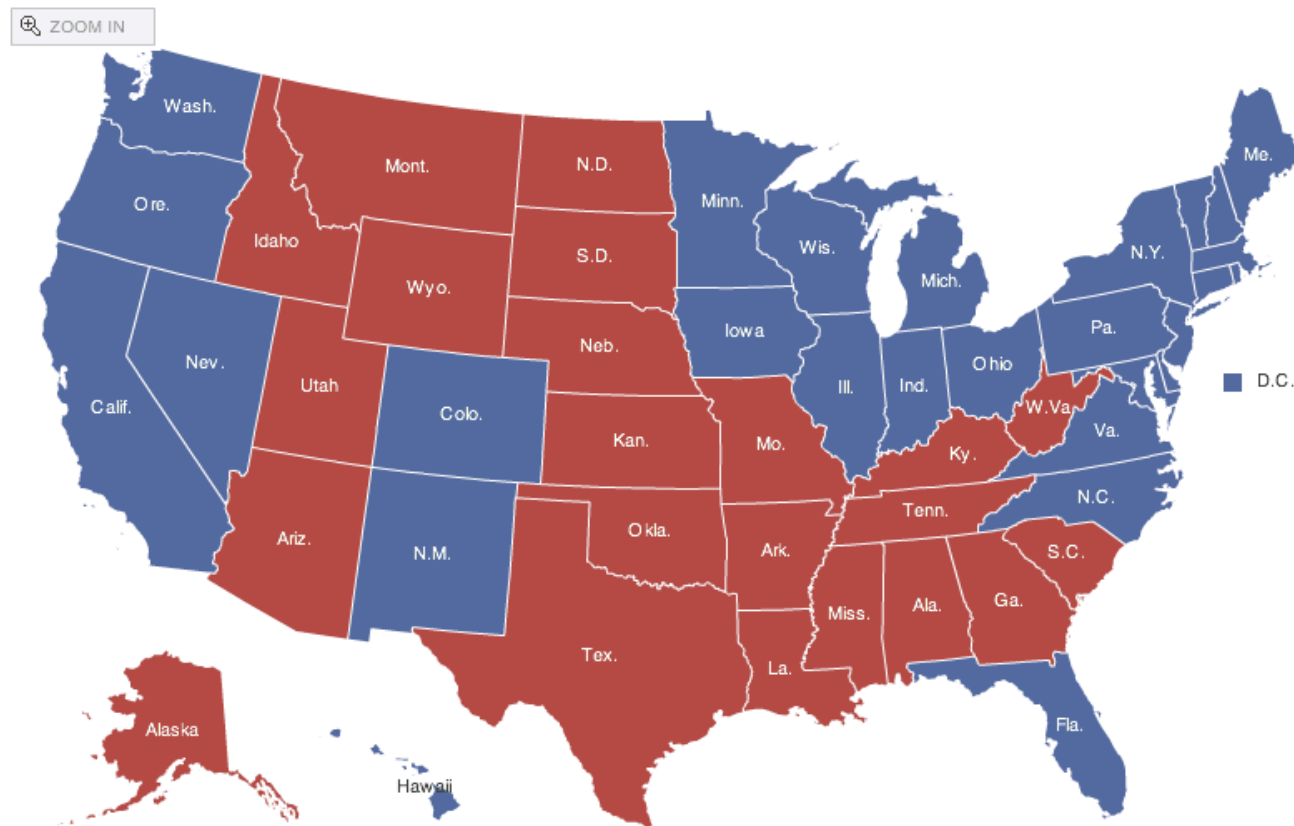 ZOOM IN
Wash.
Me.
Mont.
N.D.
Minn.
Ore.
Idaho
S.D.
Wis.
N.Y.
Wyo.
Mich.
Iowa
Pa.
Neb.
Nev.
Ohio
Utah
Ill.
Ind.
D.C.
Calif.
Colo.
W.Va
Kan.
Mo.
Va.
Ky.
N.C.
Tenn.
Okla.
Ariz.
N.M.
Ark.
S.C.
Ga.
Miss.
Ala.
Tex.
La.
Fla.
Alaska
Hawaii